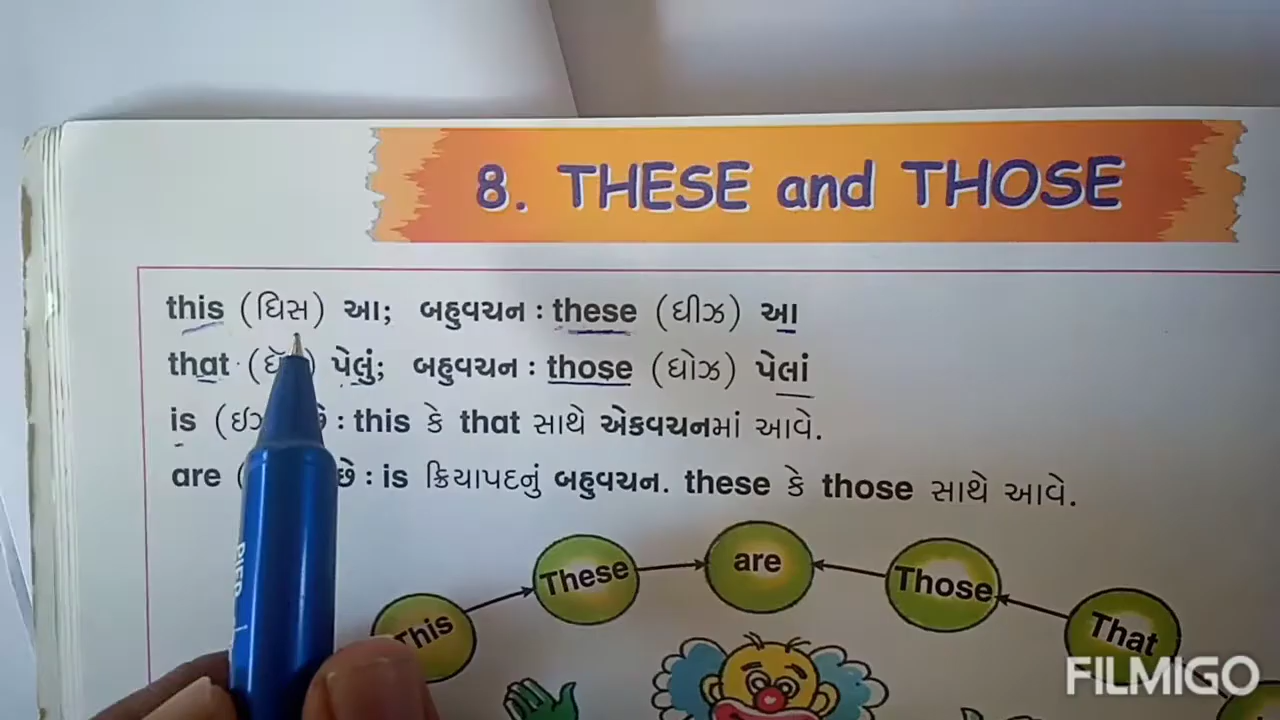 8. THESE and THOSE
this (ધિસ) આ; બહુવચન : these (ધીઝ) આ
that પેલું; બહુવચન : those (ધોઝ) પેલાં
is : this કે that સાથે એકવચનમાં આવે.
are છે : is ક્રિયાપદનું બહુવચન. these કે those સાથે આવે.
This These are Those That
FILMIGO